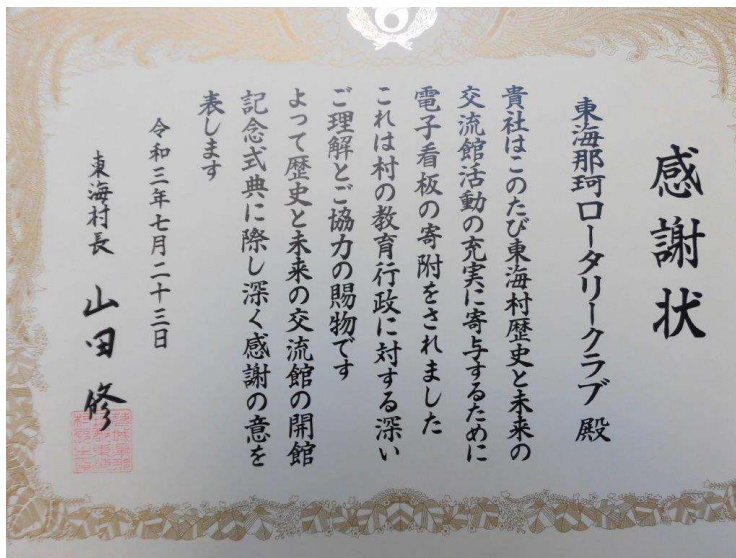 感謝状
東海那珂ロータリークラブ 殿
貴社はこのたび東海村歴史と未来の
交流館活動の充実に寄与するために
電子看板の寄附をされました
これは村の教育行政に対する深い
ご理解とご協力の賜物です
よって歴史と未来の交流館の開館
記念式典に際し深く感謝の意を
表します
令和三年七月二十三日
東海村長 山田修